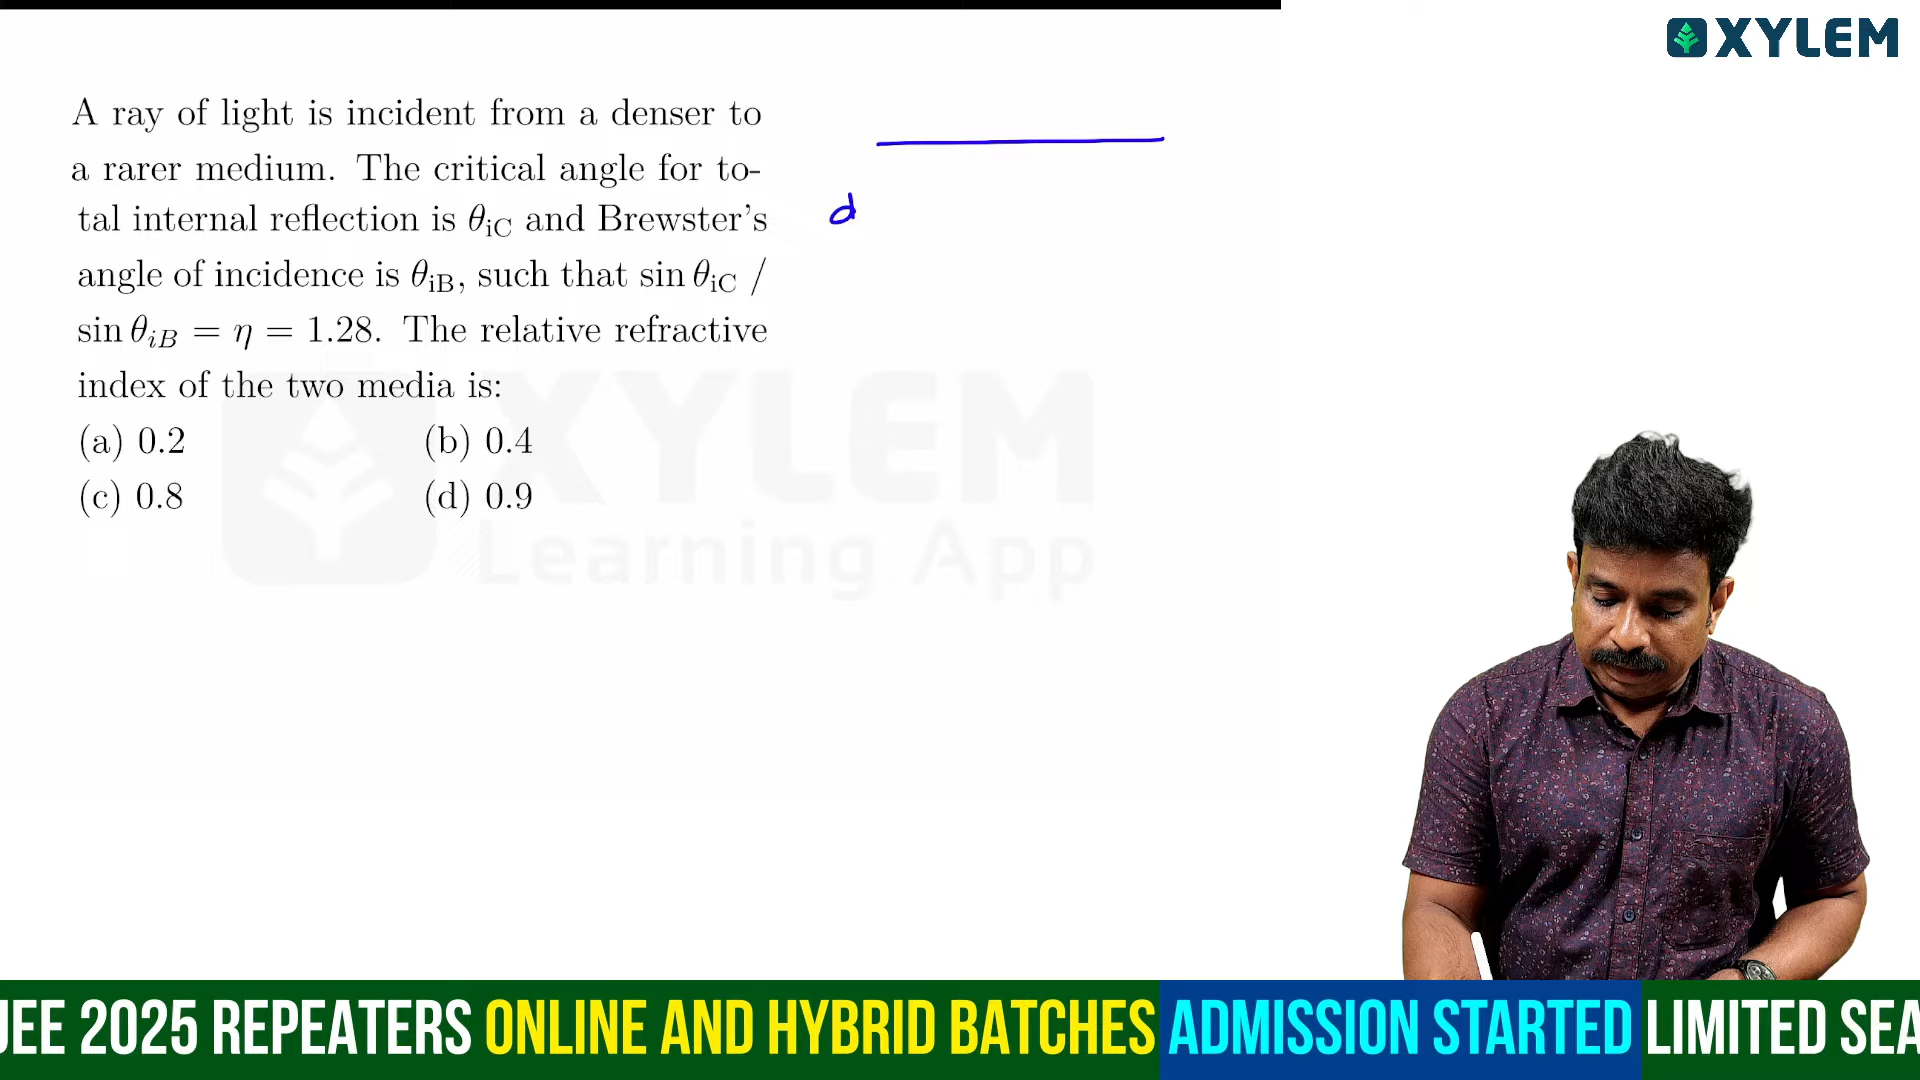 XYLEM
A ray of light is incident from a denser to
a rarer medium. The critical angle for to-
tal internal reflection is θiC and Brewster's
angle of incidence is θiB, such that sin θiC /
sin θiB = η = 1.28. The relative refractive
index of the two media is:
(a) 0.2 (b) 0.4
(c) 0.8 (d) 0.9
d
XYLEM
Learning App
JEE 2025 REPEATERS ONLINE AND HYBRID BATCHES ADMISSION STARTED LIMITED SEA